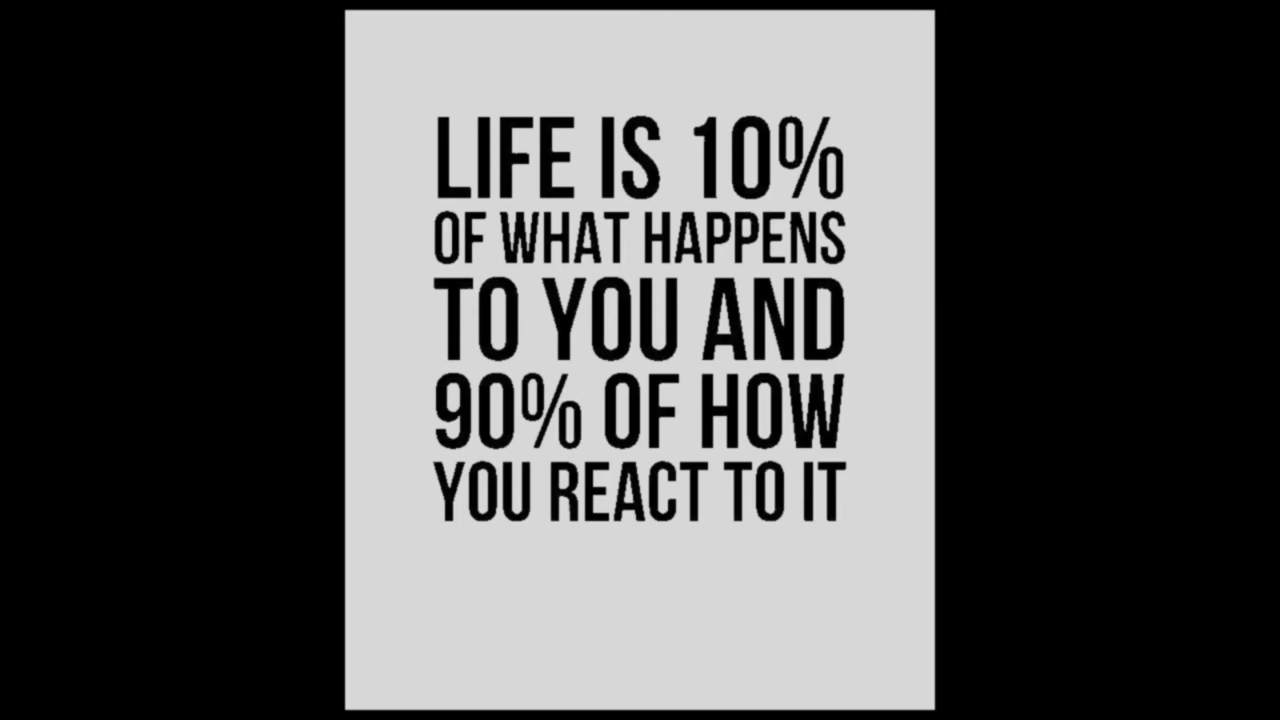 LIFE IS 10%
OF WHAT HAPPENS
TO YOU AND
90% OF HOW
YOU REACT TO IT